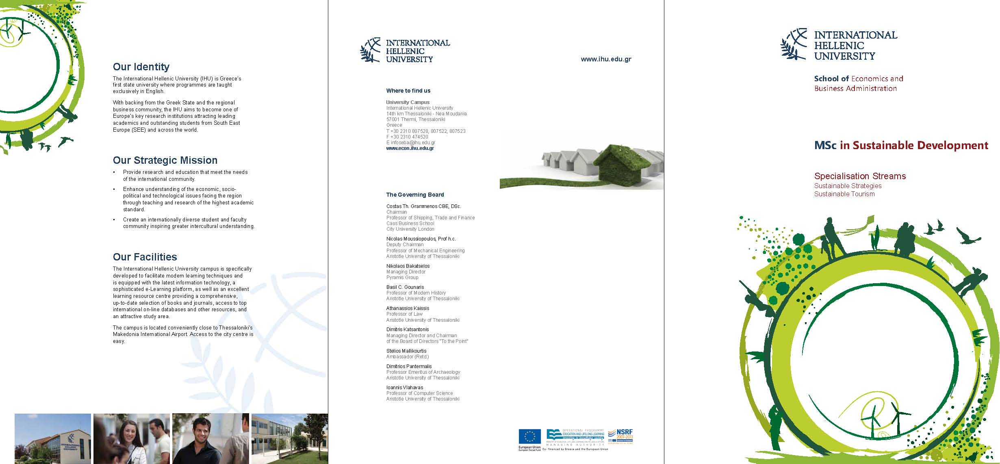 Our Identity
The International Hellenic University (IHU) is Greece's
first state university where programmes are taught
exclusively in English.
With backing from the Greek State and the regional
business community, the IHU aims to become one of
Europe's key research institutions attracting leading
academics and outstanding students from South East
Europe (SEE) and across the world.
Our Strategic Mission
• Provide research and education that meet the needs
of the international community.
• Enhance understanding of the economic, socio-
political and technological issues facing the region
through teaching and research of the highest academic
standard.
• Create an internationally diverse student and faculty
community inspiring greater intercultural understanding.
Our Facilities
The International Hellenic University campus is specifically
developed to facilitate modern learning techniques and
is equipped with the latest information technology, a
sophisticated e-Learning platform, as well as an excellent
learning resource centre providing a comprehensive,
up-to-date selection of books and journals, access to top
international on-line databases and other resources, and
an attractive study area.
The campus is located conveniently close to Thessaloniki's
Makedonia International Airport. Access to the city centre is
easy.
INTERNATIONAL
HELLENIC
UNIVERSITY
INTERNATIONAL
HELLENIC
UNIVERSITY
www.ihu.edu.gr
Where to find us
University Campus
International Hellenic University
14th km Thessaloniki - Nea Moudania
57001 Thermi, Thessaloniki
Greece
T +30 2310 807528, 807522, 807523
F +30 2310 474520
E infoseba@ihu.edu.gr
www.econ.ihu.edu.gr
The Governing Board
Costas Th. Grammenos CBE, DSc.
Chairman
Professor of Shipping, Trade and Finance
Cass Business School
City University London
Nicolas Moussiopoulos, Prof h.c.
Deputy Chairman
Professor of Mechanical Engineering
Aristotle University of Thessaloniki
Nikolaos Bakatselos
Managing Director
Pyramis Group
Basil C. Gounaris
Professor of Modern History
Aristotle University of Thessaloniki
Athanassios Kaissis
Professor of Law
Aristotle University of Thessaloniki
Dimitris Katsantonis
Managing Director and Chairman
of the Board of Directors "To the Point"
Stelios Mallikourtis
Ambassador (Retd.)
Dimitrios Pantermalis
Professor Emeritus of Archaeology
Aristotle University of Thessaloniki
Ioannis Vlahavas
Professor of Computer Science
Aristotle University of Thessaloniki
European Union
European Social Fund
OPERATIONAL PROGRAMME
EDUCATION AND LIFELONG LEARNING
investing in knowledge society
MANAGING AUTHORITY
NSRF
2007-2013
EUROPEAN SOCIAL FUND
Co-financed by Greece and the European Union
INTERNATIONAL
HELLENIC
UNIVERSITY
School of Economics and
Business Administration
MSc in Sustainable Development
Specialisation Streams
Sustainable Strategies
Sustainable Tourism